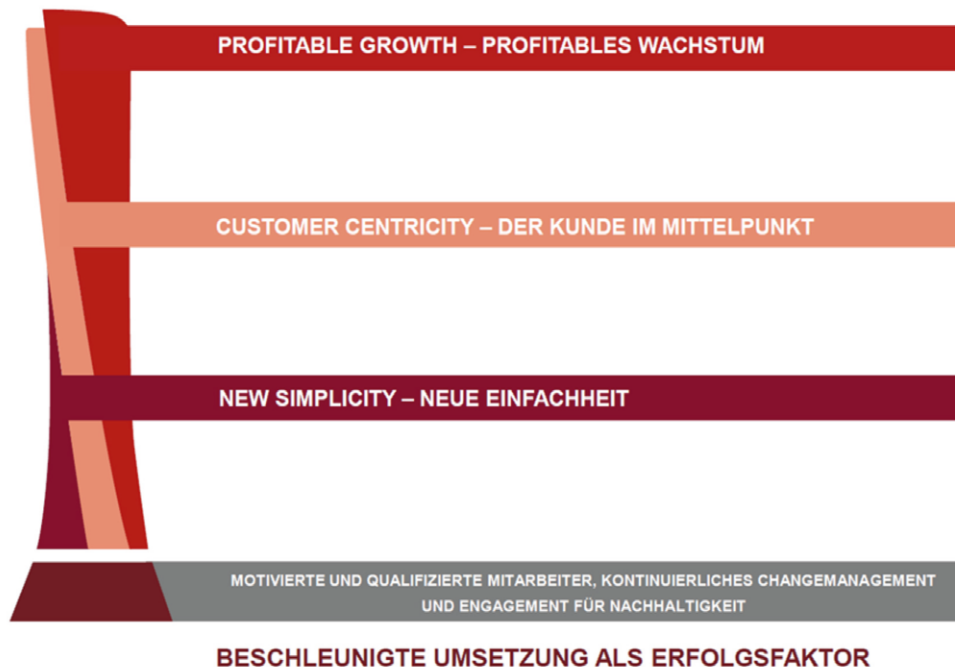 PROFITABLE GROWTH – PROFITABLES WACHSTUM
CUSTOMER CENTRICITY – DER KUNDE IM MITTELPUNKT
NEW SIMPLICITY – NEUE EINFACHHEIT
MOTIVIERTE UND QUALIFIZIERTE MITARBEITER, KONTINUIERLICHES CHANGEMANAGEMENT
UND ENGAGEMENT FÜR NACHHALTIGKEIT
BESCHLEUNIGTE UMSETZUNG ALS ERFOLGSFAKTOR